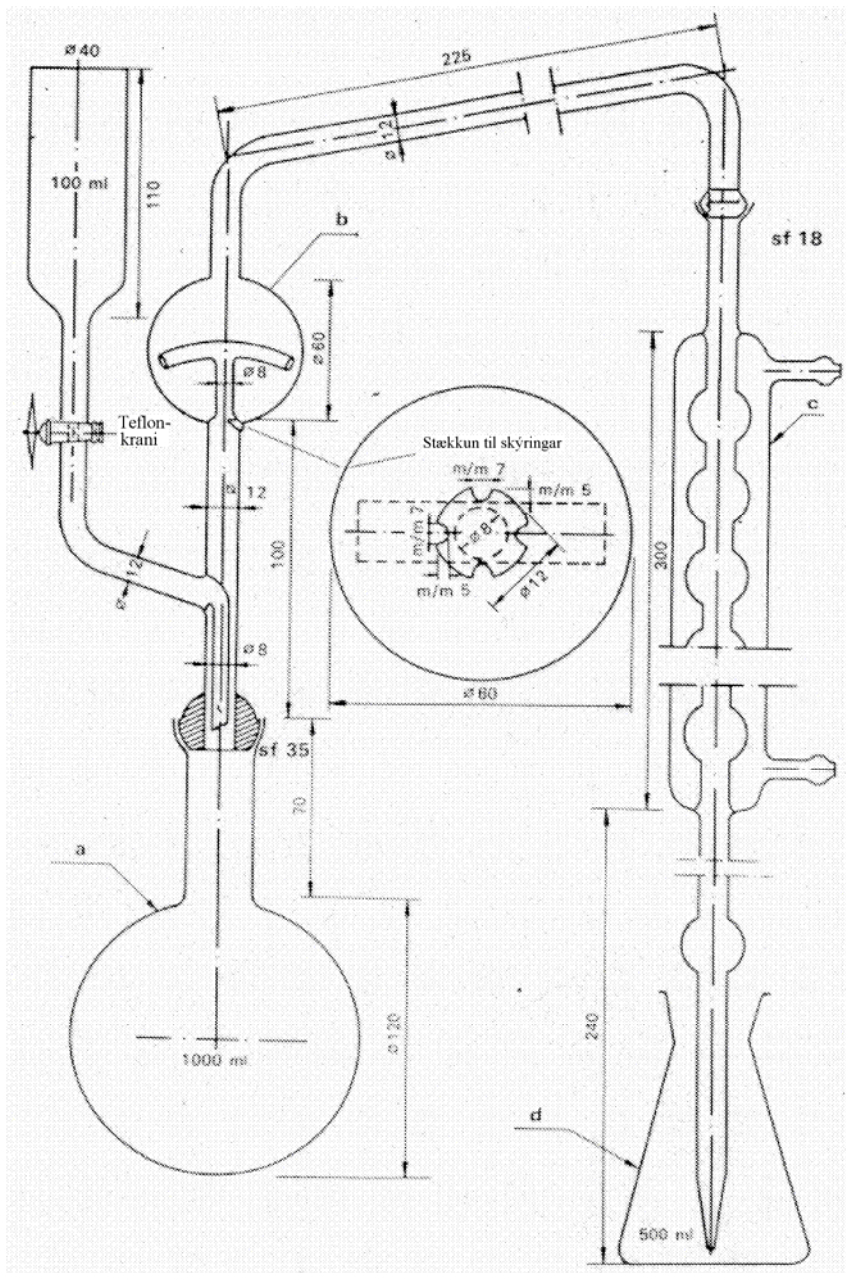 ø 40
225
100 ml
110
ø 12
b
sf 18
ø 60
ø 8
c
Teflon-
krani
Stækkun til skýringar
m/m 7
m/m 5
ø 12
100
m/m 7
ø 8
300
ø 12
m/m 5
ø 12
ø 8
ø 60
sf 35
70
a
240
ø 120
1000 ml
d
500 ml